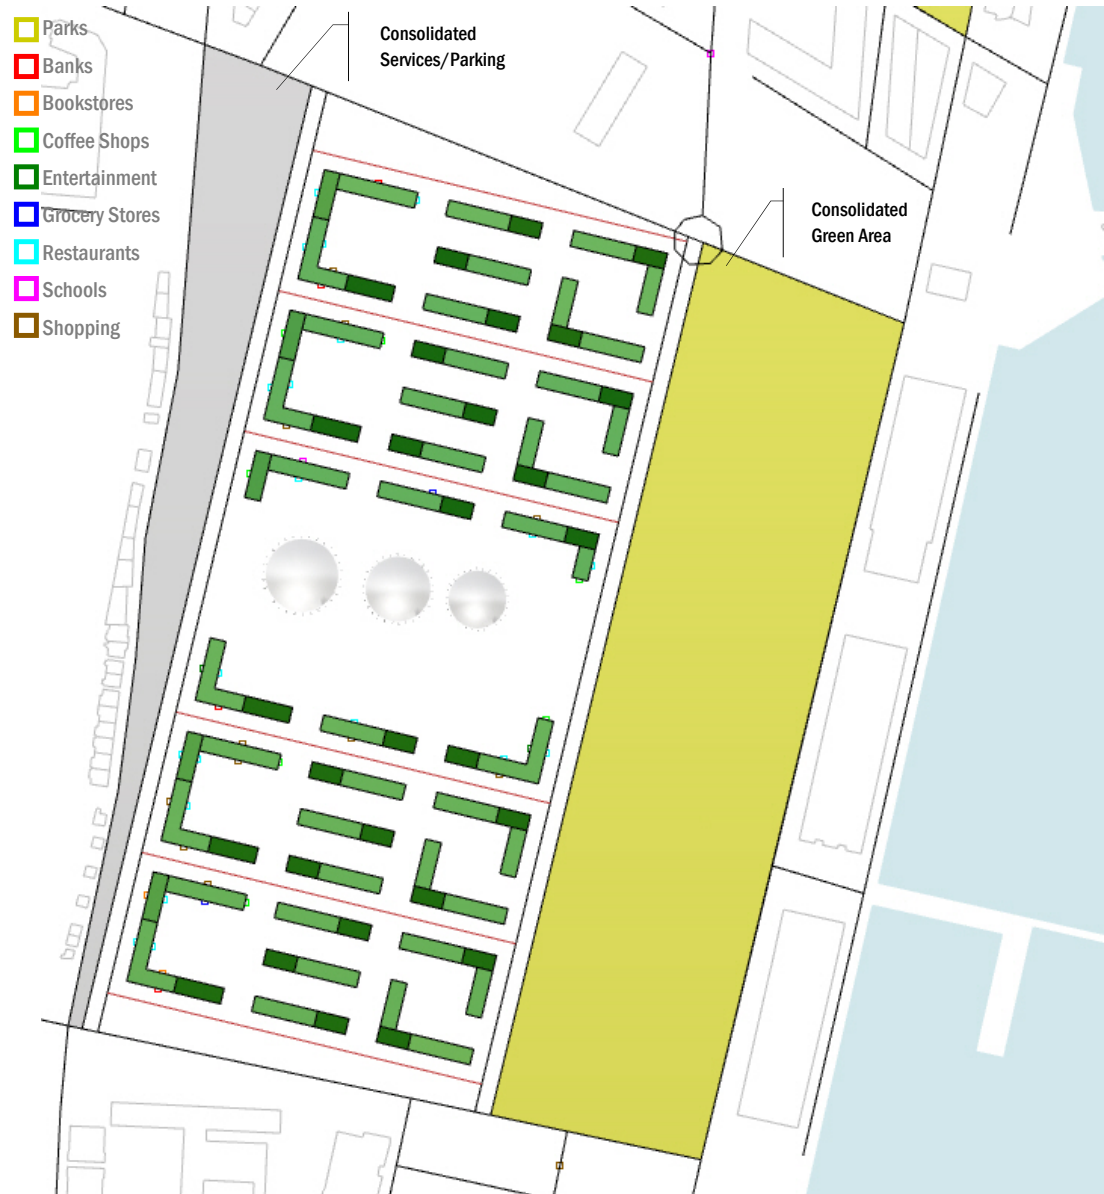 Parks
Banks
Bookstores
Coffee Shops
Entertainment
Grocery Stores
Restaurants
Schools
Shopping
Consolidated
Services/Parking
Consolidated
Green Area